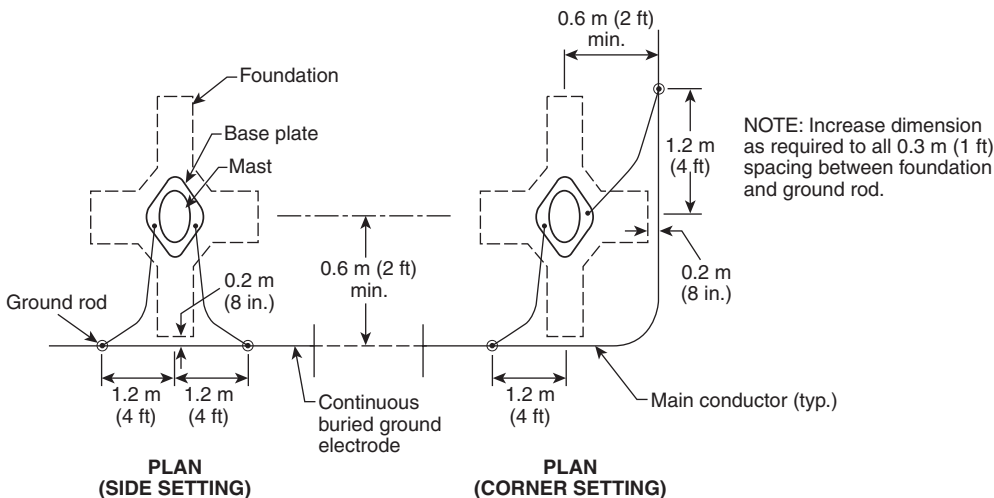 0.6 m (2 ft)
min.
Foundation
Base plate
Mast
0.6 m (2 ft)
min.
0.2 m
(8 in.)
Ground rod
1.2 m
(4 ft)
1.2 m
(4 ft)
Continuous
buried ground
electrode
PLAN
(SIDE SETTING)
1.2 m
(4 ft)
NOTE: Increase dimension
as required to all 0.3 m (1 ft)
spacing between foundation
and ground rod.
0.2 m
(8 in.)
1.2 m
(4 ft)
Main conductor (typ.)
PLAN
(CORNER SETTING)